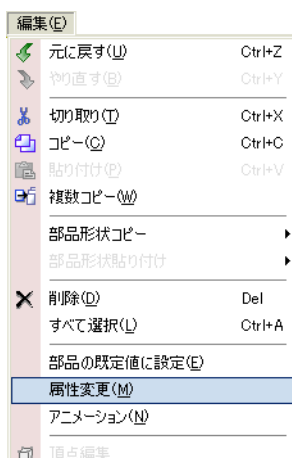 編集(E)
元に戻す(U) Ctrl+Z
やり直す(R) Ctrl+Y
切り取り(T) Ctrl+X
コピー(C) Ctrl+C
貼り付け(P) Ctrl+V
複数コピー(W)
部品形状コピー
部品形状貼り付け
削除(D) Del
すべて選択(L) Ctrl+A
部品の既定値に設定(E)
属性変更(M)
アニメーション(N)
頂点編集